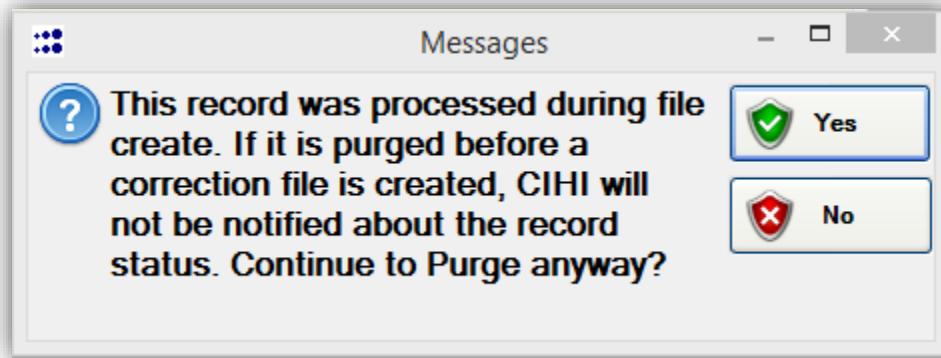 Messages
This record was processed during file
create. If it is purged before a
correction file is created, CIHI will
not be notified about the record
status. Continue to Purge anyway?
Yes
No